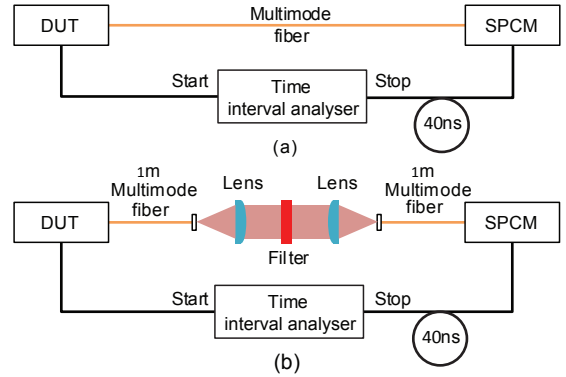 DUT
Multimode
fiber
SPCM
Start
Time
interval analyser
Stop
40ns
(a)
1m
Multimode
fiber
Lens
Lens
1m
Multimode
fiber
DUT
Filter
SPCM
Start
Time
interval analyser
Stop
40ns
(b)